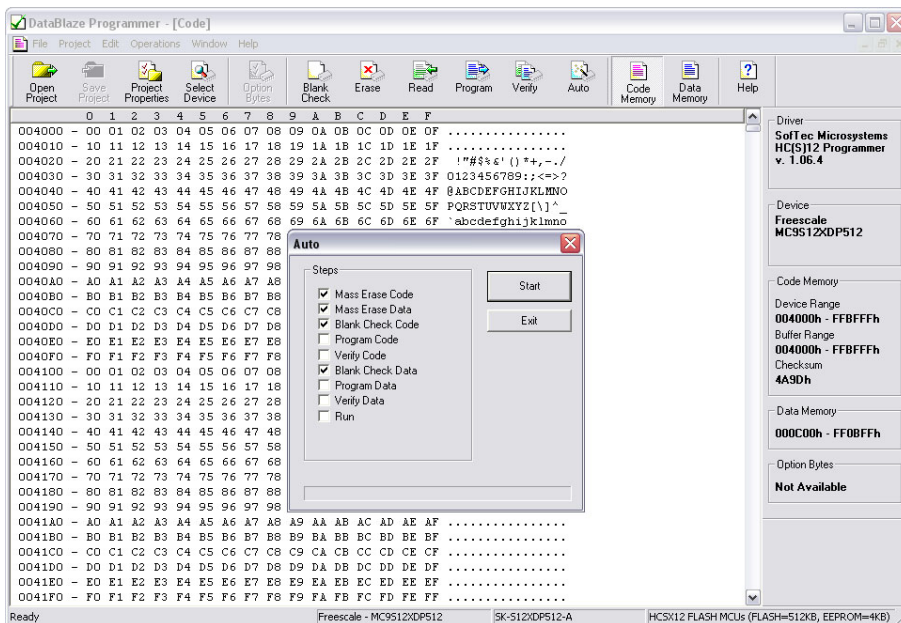 DataBlaze Programmer - [Code]
File Project Edit Operations Window Help
Open Project
Save Project
Project Properties
Select Device
Option Bytes
Blank Check
Erase
Read
Program
Verify
Auto
Code Memory
Data Memory
Help
0 1 2 3 4 5 6 7 8 9 A B C D E F
004000 - 00 01 02 03 04 05 06 07 08 09 0A 0B 0C 0D 0E 0F ................
004010 - 10 11 12 13 14 15 16 17 18 19 1A 1B 1C 1D 1E 1F ................
004020 - 20 21 22 23 24 25 26 27 28 29 2A 2B 2C 2D 2E 2F !"#$%&'()*+,-./
004030 - 30 31 32 33 34 35 36 37 38 39 3A 3B 3C 3D 3E 3F 0123456789:;<=>?
004040 - 40 41 42 43 44 45 46 47 48 49 4A 4B 4C 4D 4E 4F @ABCDEFGHIJKLMNO
004050 - 50 51 52 53 54 55 56 57 58 59 5A 5B 5C 5D 5E 5F PQRSTUVWXYZ[\]^_
004060 - 60 61 62 63 64 65 66 67 68 69 6A 6B 6C 6D 6E 6F `abcdefghijklmno
004070 - 70 71 72 73 74 75 76 77 78
004080 - 80 81 82 83 84 85 86 87 88
004090 - 90 91 92 93 94 95 96 97 98
0040A0 - A0 A1 A2 A3 A4 A5 A6 A7 A8
0040B0 - B0 B1 B2 B3 B4 B5 B6 B7 B8
0040C0 - C0 C1 C2 C3 C4 C5 C6 C7 C8
0040D0 - D0 D1 D2 D3 D4 D5 D6 D7 D8
0040E0 - E0 E1 E2 E3 E4 E5 E6 E7 E8
0040F0 - F0 F1 F2 F3 F4 F5 F6 F7 F8
004100 - 00 01 02 03 04 05 06 07 08
004110 - 10 11 12 13 14 15 16 17 18
004120 - 20 21 22 23 24 25 26 27 28
004130 - 30 31 32 33 34 35 36 37 38
004140 - 40 41 42 43 44 45 46 47 48
004150 - 50 51 52 53 54 55 56 57 58
004160 - 60 61 62 63 64 65 66 67 68
004170 - 70 71 72 73 74 75 76 77 78
004180 - 80 81 82 83 84 85 86 87 88
004190 - 90 91 92 93 94 95 96 97 98
0041A0 - A0 A1 A2 A3 A4 A5 A6 A7 A8 A9 AA AB AC AD AE AF ................
0041B0 - B0 B1 B2 B3 B4 B5 B6 B7 B8 B9 BA BB BC BD BE BF ................
0041C0 - C0 C1 C2 C3 C4 C5 C6 C7 C8 C9 CA CB CC CD CE CF ................
0041D0 - D0 D1 D2 D3 D4 D5 D6 D7 D8 D9 DA DB DC DD DE DF ................
0041E0 - E0 E1 E2 E3 E4 E5 E6 E7 E8 E9 EA EB EC ED EE EF ................
0041F0 - F0 F1 F2 F3 F4 F5 F6 F7 F8 F9 FA FB FC FD FE FF ................
Auto
Steps
Mass Erase Code
Mass Erase Data
Blank Check Code
Program Code
Verify Code
Blank Check Data
Program Data
Verify Data
Run
Start
Exit
Driver
SofTec Microsystems
HC(S)12 Programmer
v. 1.06.4
Device
Freescale
MC9S12XDP512
Code Memory
Device Range
004000h - FFBFFFh
Buffer Range
004000h - FFBFFFh
Checksum
4A9Dh
Data Memory
000C00h - FF0BFFh
Option Bytes
Not Available
Ready
Freescale - MC9S12XDP512
SK-S12XDP512-A
HCSX12 FLASH MCUs (FLASH=512KB, EEPROM=4KB)